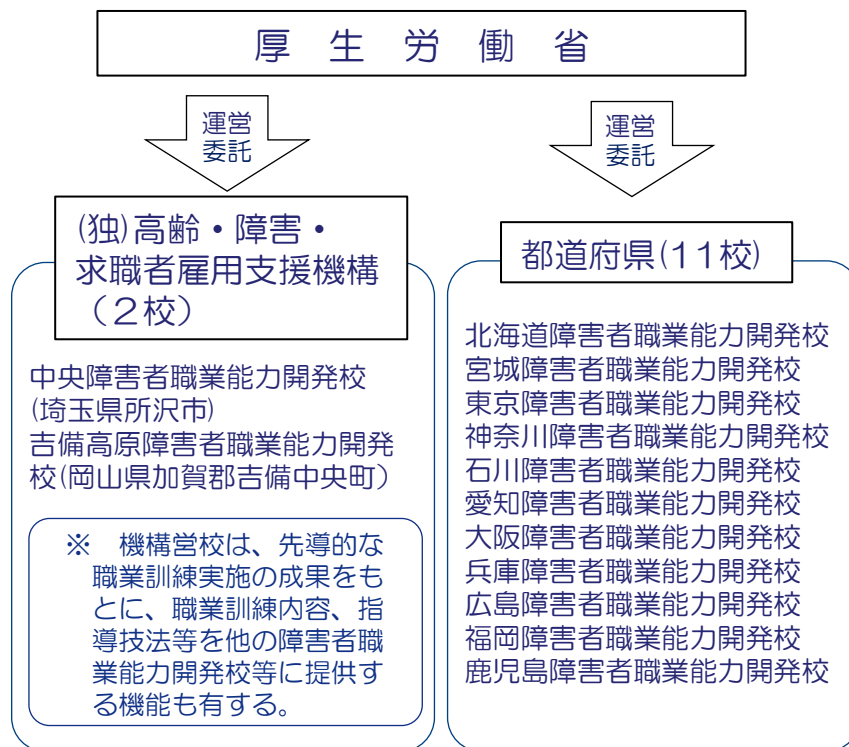 厚生労働省
運営
委託
(独)高齢・障害・
求職者雇用支援機構
（２校）
中央障害者職業能力開発校
(埼玉県所沢市)
吉備高原障害者職業能力開発
校(岡山県加賀郡吉備中央町）
※　機構営校は、先導的な
職業訓練実施の成果をも
とに、職業訓練内容、指
導技法等を他の障害者職
業能力開発校等に提供す
る機能も有する。
運営
委託
都道府県(11校)
北海道障害者職業能力開発校
宮城障害者職業能力開発校
東京障害者職業能力開発校
神奈川障害者職業能力開発校
石川障害者職業能力開発校
愛知障害者職業能力開発校
大阪障害者職業能力開発校
兵庫障害者職業能力開発校
広島障害者職業能力開発校
福岡障害者職業能力開発校
鹿児島障害者職業能力開発校